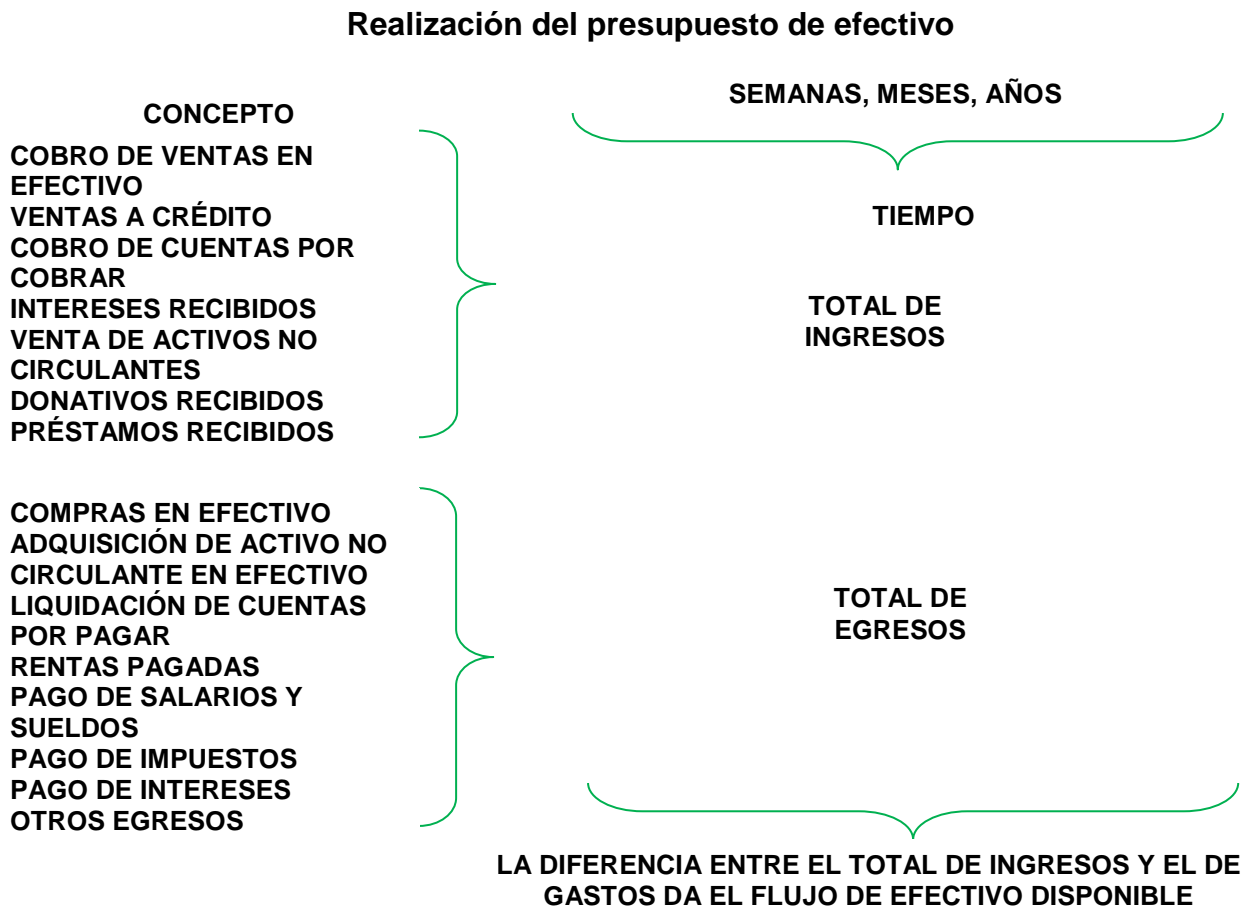 Realización del presupuesto de efectivo
SEMANAS, MESES, AÑOS
CONCEPTO
COBRO DE VENTAS EN
EFECTIVO
VENTAS A CRÉDITO
COBRO DE CUENTAS POR
COBRAR
INTERESES RECIBIDOS
VENTA DE ACTIVOS NO
CIRCULANTES
DONATIVOS RECIBIDOS
PRÉSTAMOS RECIBIDOS
TIEMPO
TOTAL DE
INGRESOS
COMPRAS EN EFECTIVO
ADQUISICIÓN DE ACTIVO NO
CIRCULANTE EN EFECTIVO
LIQUIDACIÓN DE CUENTAS
POR PAGAR
RENTAS PAGADAS
PAGO DE SALARIOS Y
SUELDOS
PAGO DE IMPUESTOS
PAGO DE INTERESES
OTROS EGRESOS
TOTAL DE
EGRESOS
LA DIFERENCIA ENTRE EL TOTAL DE INGRESOS Y EL DE
GASTOS DA EL FLUJO DE EFECTIVO DISPONIBLE